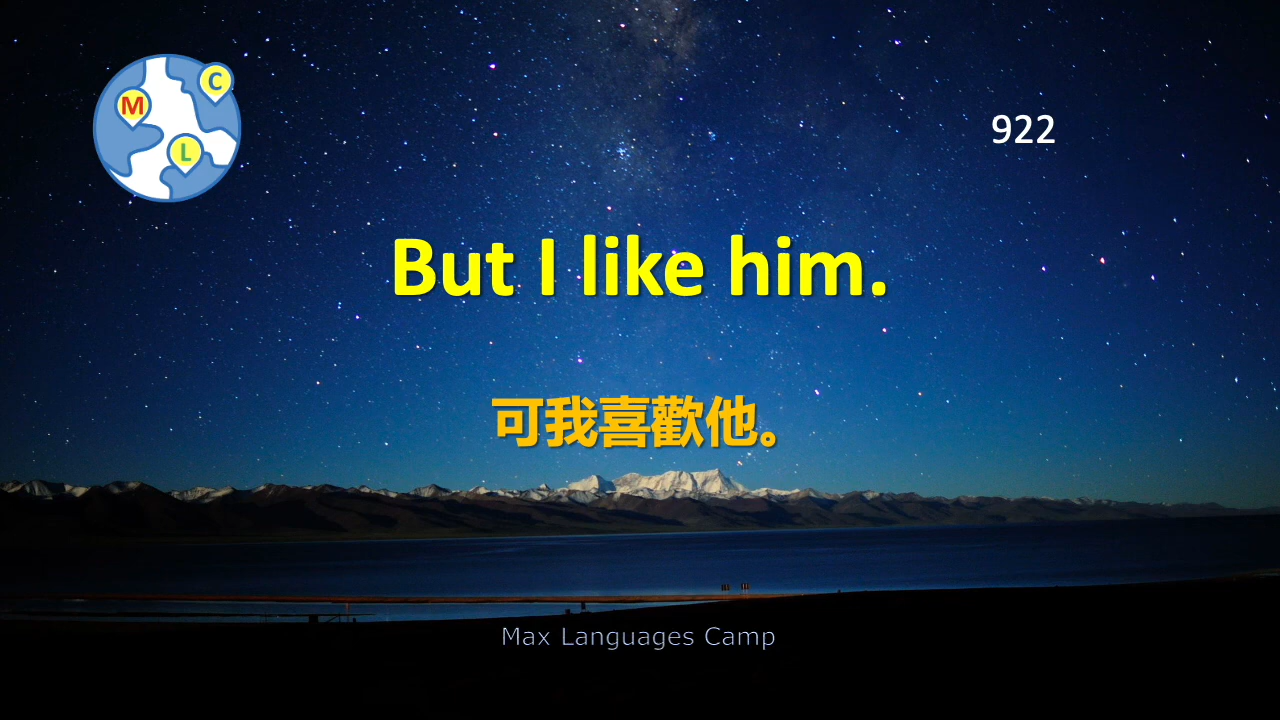 C
M
L
922
But I like him.
可我喜歡他。
Max Languages Camp